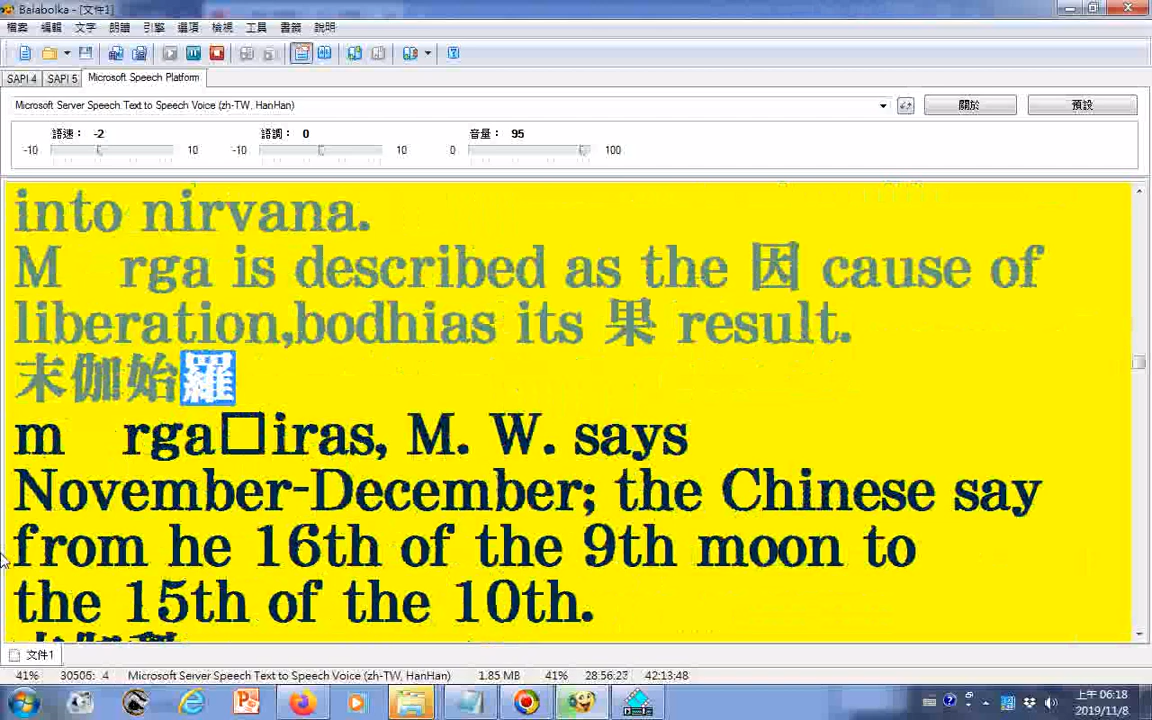 Balabolka - [文件1]
檔案 編輯 文字 朗讀 引擎 選項 檢視 工具 書籤 說明
SAPI 4 SAPI 5 Microsoft Speech Platform
Microsoft Server Speech Text to Speech Voice (zh-TW, HanHan) 關於 預設
語速： -2 語調： 0 音量： 95
-10 10 -10 10 0 100
into nirvana.
M rga is described as the 因 cause of
liberation,bodhias its 果 result.
末伽始羅
m rga□iras, M. W. says
November-December; the Chinese say
from he 16th of the 9th moon to
the 15th of the 10th.
文件1
41% 30505: 4 Microsoft Server Speech Text to Speech Voice (zh-TW, HanHan) 1.85 MB 41% 28:56:23 42:13:48
上午 06:18
2019/11/8